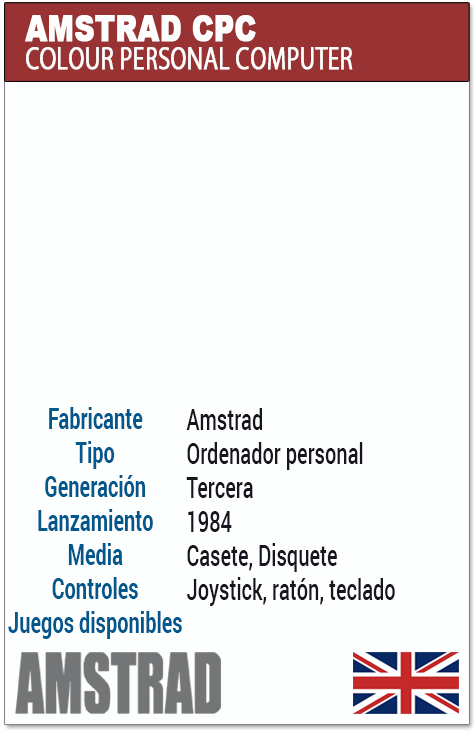 AMSTRAD CPC
COLOUR PERSONAL COMPUTER
Fabricante Amstrad
Tipo Ordenador personal
Generación Tercera
Lanzamiento 1984
Media Casete, Disquete
Controles Joystick, ratón, teclado
Juegos disponibles
AMSTRAD